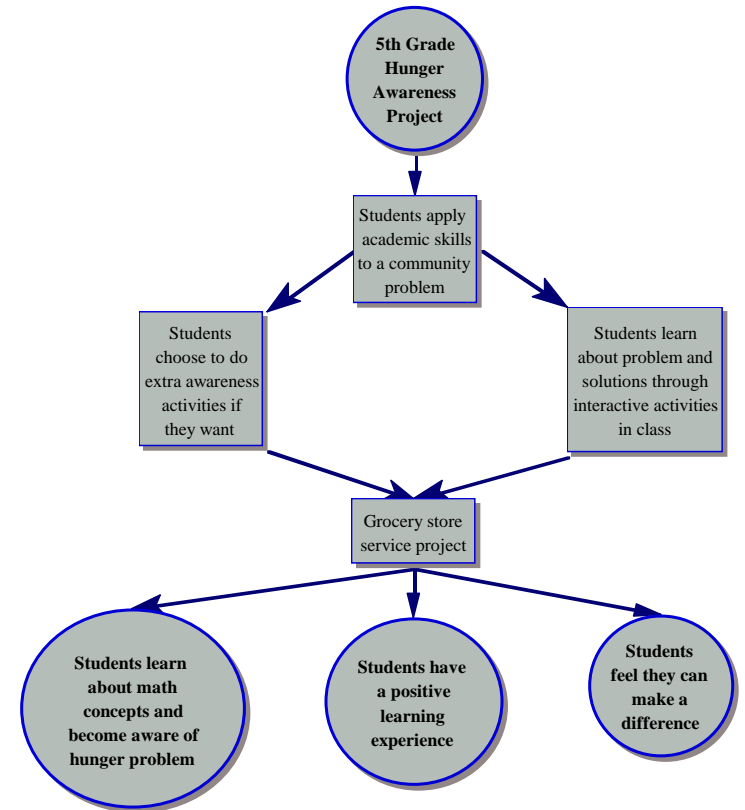 5th Grade
Hunger
Awareness
Project
Students apply
academic skills
to a community
problem
Students
choose to do
extra awareness
activities if
they want
Students learn
about problem and
solutions through
interactive activities
in class
Grocery store
service project
Students learn
about math
concepts and
become aware of
hunger problem
Students have
a positive
learning
experience
Students
feel they can
make a
difference